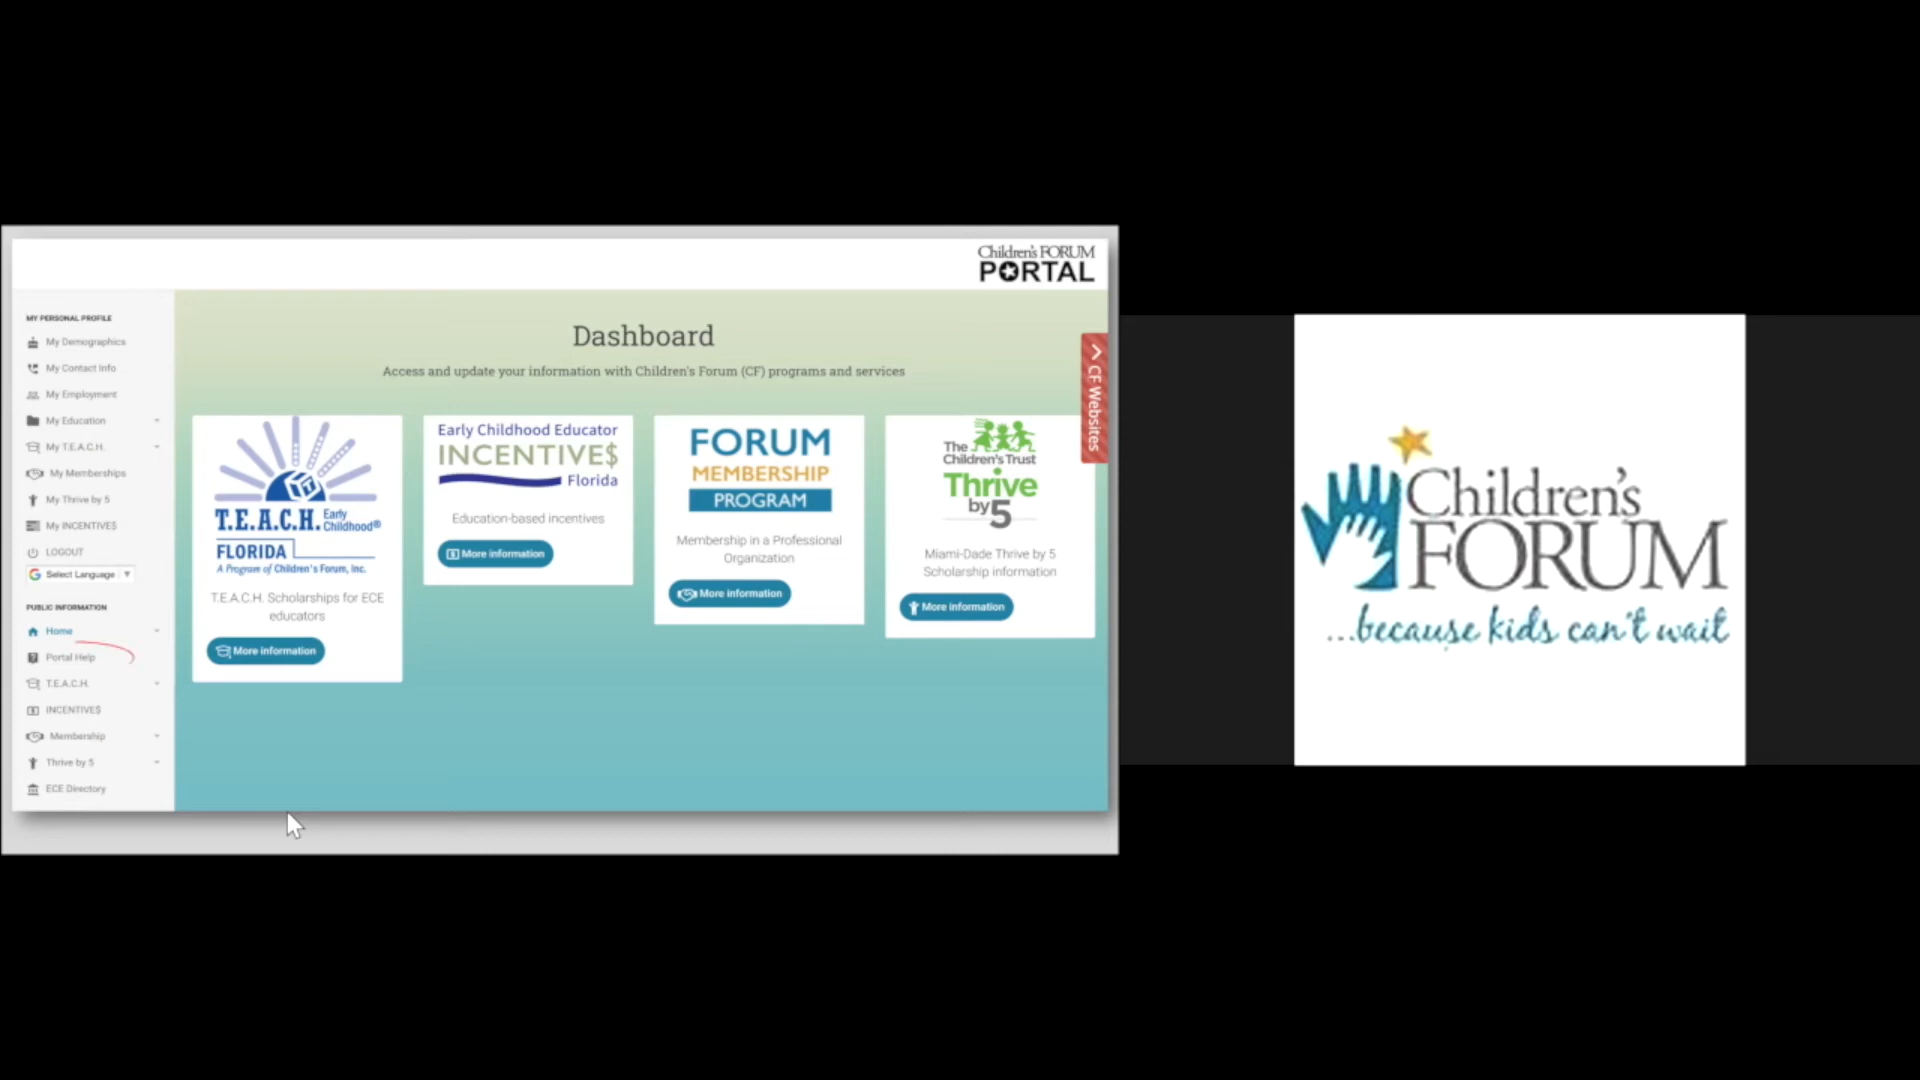 Children's FORUM
PORTAL
MY PERSONAL PROFILE
My Demographics
My Contact Info
My Employment
My Education
My T.E.A.C.H.
My Memberships
My Thrive by 5
My INCENTIVE$
LOGOUT
Select Language
PUBLIC INFORMATION
Home
Portal Help
T.E.A.C.H.
INCENTIVE$
Membership
Thrive by 5
ECE Directory
Dashboard
Access and update your information with Children's Forum (CF) programs and services
CF Websites
T.E.A.C.H. Early Childhood®
FLORIDA
A Program of Children's Forum, Inc.
T.E.A.C.H. Scholarships for ECE
educators
More information
Early Childhood Educator
INCENTIVE$
Florida
Education-based incentives
More information
FORUM
MEMBERSHIP
PROGRAM
Membership in a Professional
Organization
More information
The
Children's Trust
Thrive
by 5
Miami-Dade Thrive by 5
Scholarship information
More information
Children's
FORUM
...because kids can't wait